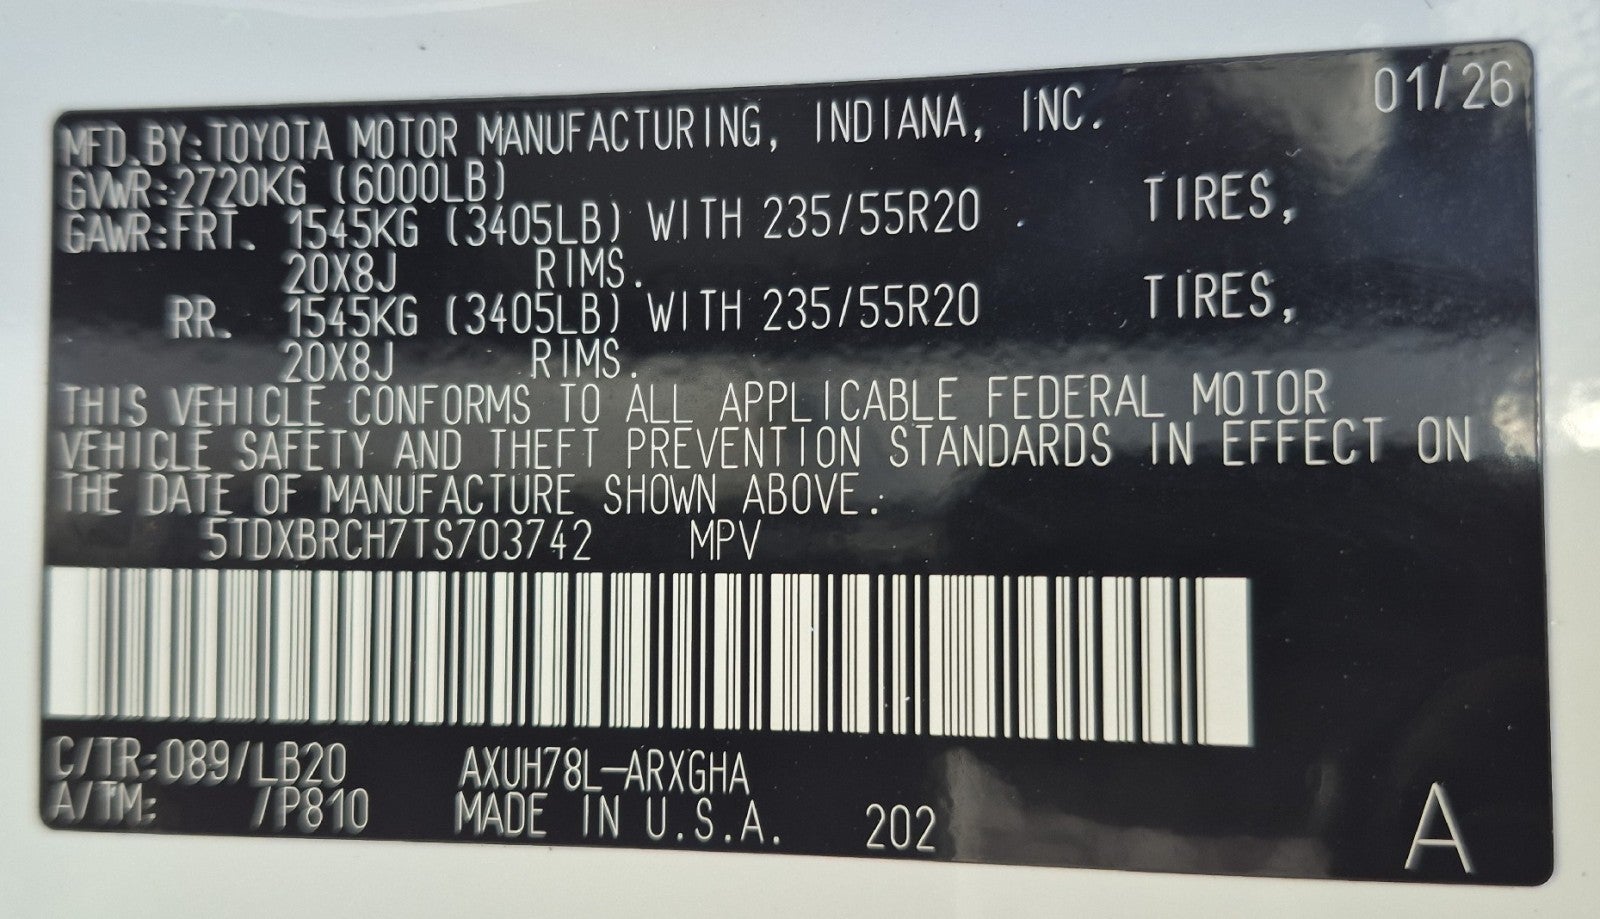 01/26
MFD.BY:TOYOTA MOTOR MANUFACTURING, INDIANA, INC.
GVWR:2720KG (6000LB)
GAWR:FRT. 1545KG (3405LB) WITH 235/55R20 TIRES,
20X8J RIMS.
RR. 1545KG (3405LB) WITH 235/55R20 TIRES,
20X8J RIMS.
THIS VEHICLE CONFORMS TO ALL APPLICABLE FEDERAL MOTOR
VEHICLE SAFETY AND THEFT PREVENTION STANDARDS IN EFFECT ON
THE DATE OF MANUFACTURE SHOWN ABOVE.
5TDXBRCH7TS703742 MPV
C/TR:089/LB20 AXUH78L-ARXGHA
A/TM: /P810 MADE IN U.S.A. 202 A